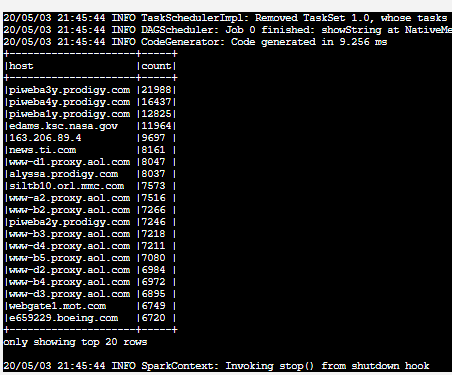 20/05/03 21:45:44 INFO TaskSchedulerImpl: Removed TaskSet 1.0, whose tasks
20/05/03 21:45:44 INFO DAGScheduler: Job 0 finished: showString at NativeMe
20/05/03 21:45:44 INFO CodeGenerator: Code generated in 9.256 ms
+--------------------+-----+
|host                |count|
+--------------------+-----+
|piweba3y.prodigy.com |21988|
|piweba4y.prodigy.com |16437|
|piweba1y.prodigy.com |12825|
|edams.ksc.nasa.gov   |11964|
|163.206.89.4         |9697 |
|news.ti.com          |8161 |
|www-d1.proxy.aol.com |8047 |
|alyssa.prodigy.com   |8037 |
|siltb10.orl.mmc.com  |7573 |
|www-a2.proxy.aol.com |7516 |
|www-b2.proxy.aol.com |7266 |
|piweba2y.prodigy.com |7246 |
|www-b3.proxy.aol.com |7218 |
|www-d4.proxy.aol.com |7211 |
|www-b5.proxy.aol.com |7080 |
|www-d2.proxy.aol.com |6984 |
|www-b4.proxy.aol.com |6972 |
|www-d3.proxy.aol.com |6895 |
|webgate1.mot.com     |6749 |
|e659229.boeing.com   |6720 |
+--------------------+-----+
only showing top 20 rows
20/05/03 21:45:44 INFO SparkContext: Invoking stop() from shutdown hook